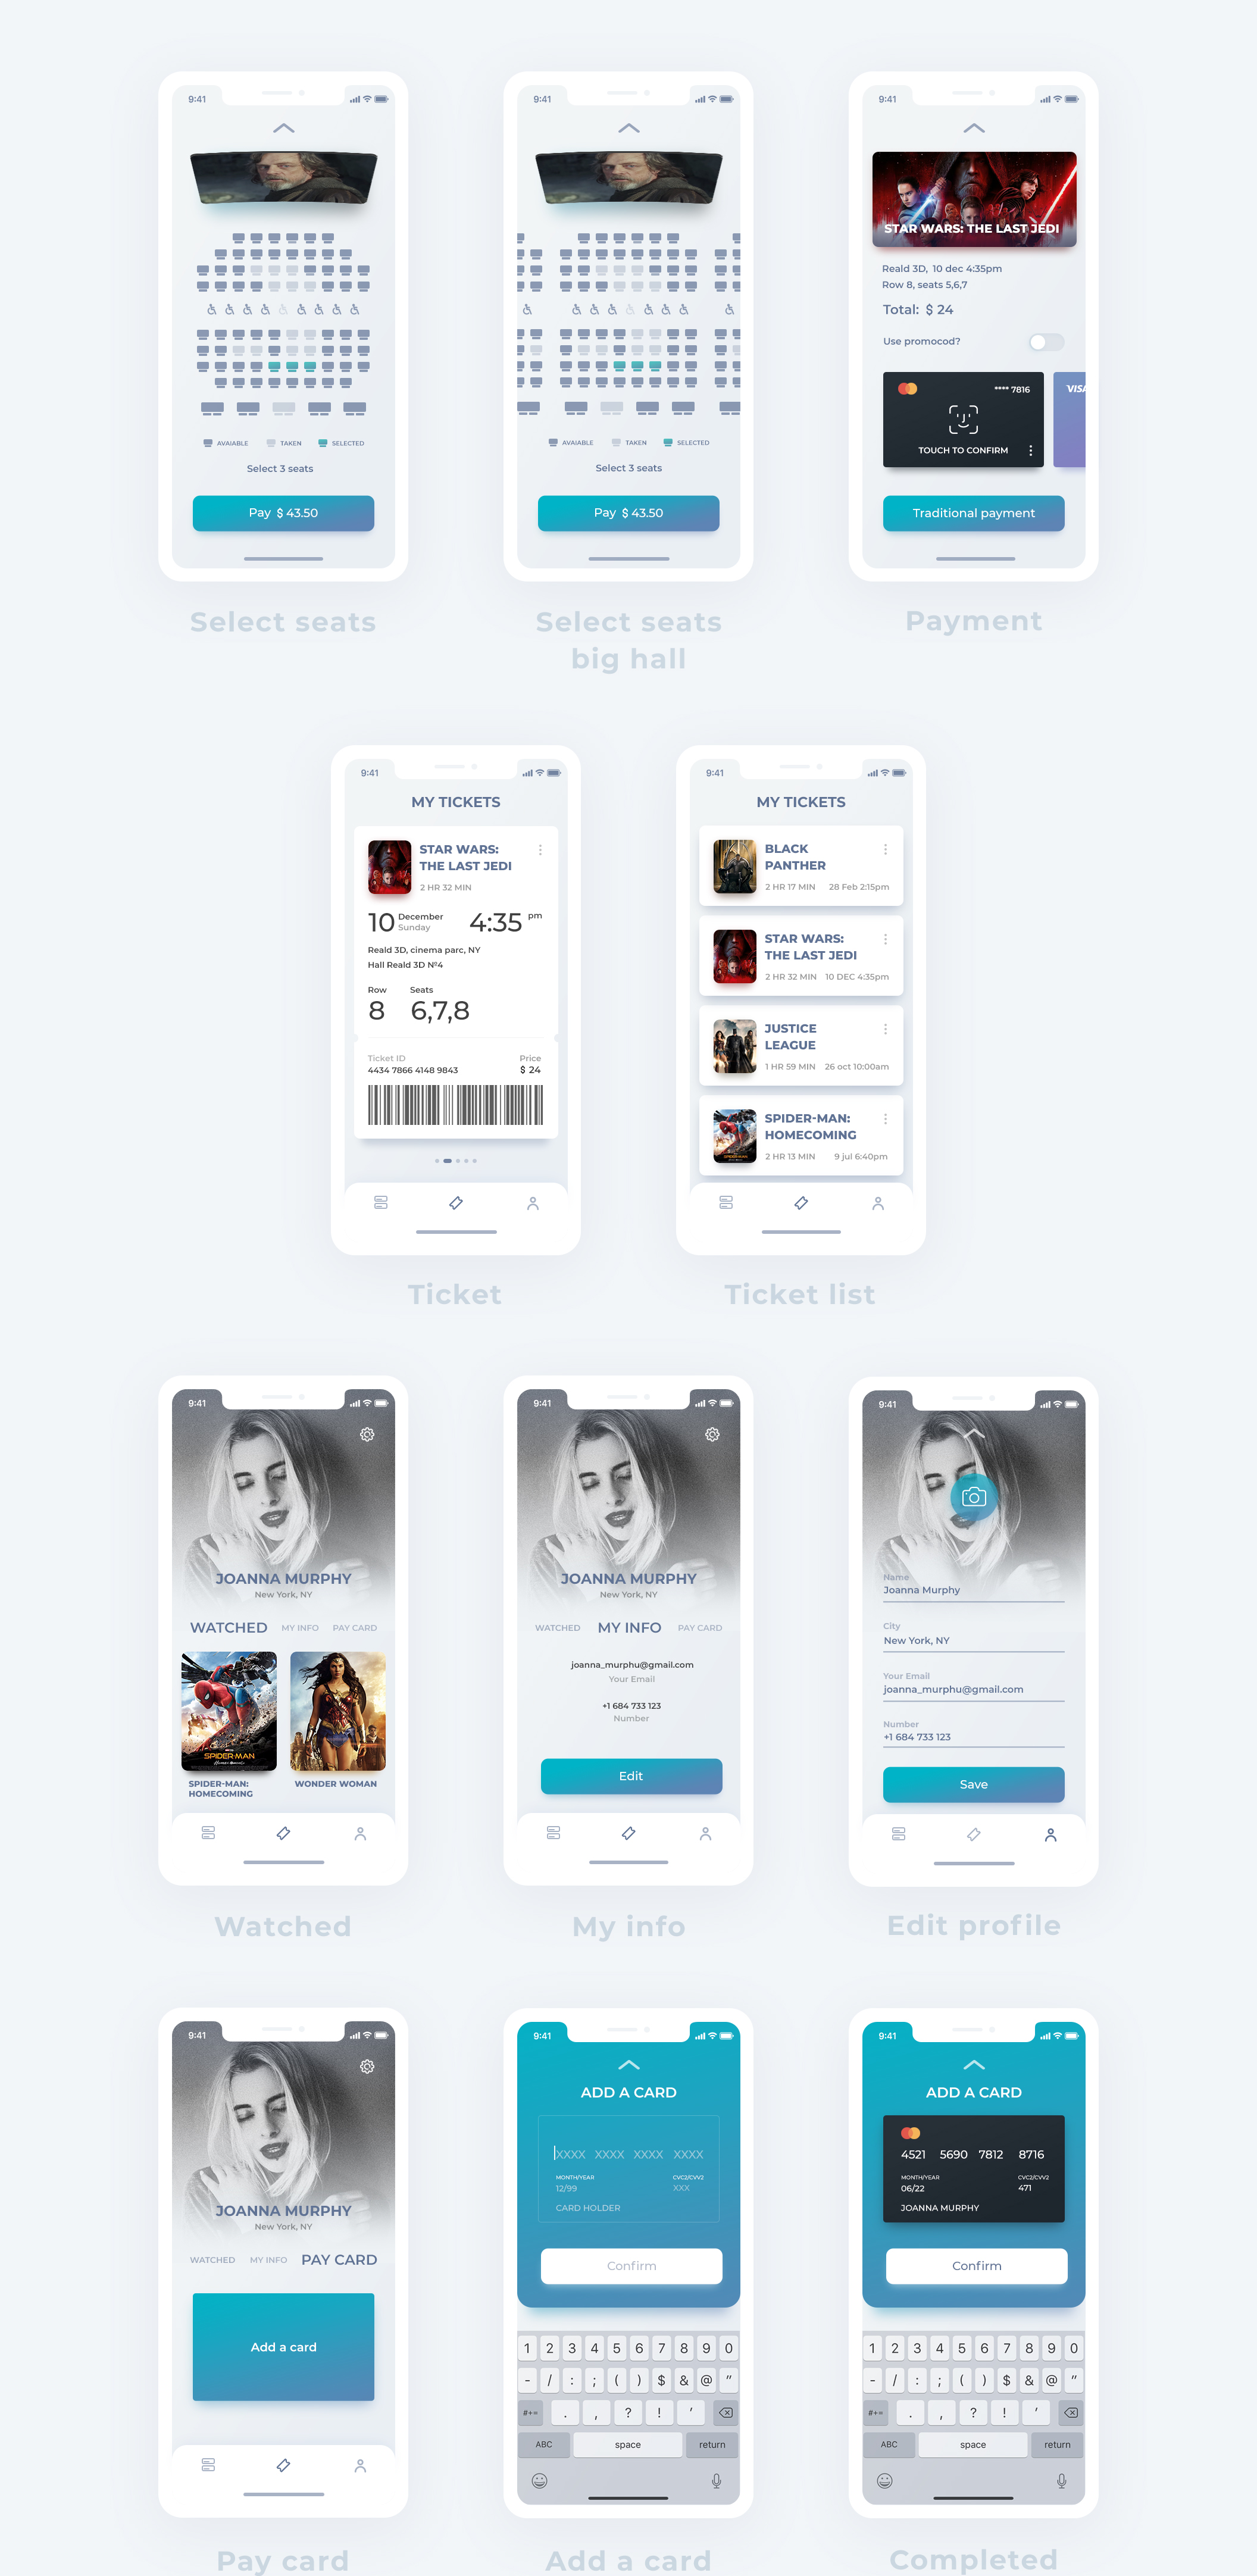 9:41
AVAIABLE
TAKEN
SELECTED
Select 3 seats
Pay $ 43.50
Select seats
9:41
AVAIABLE
TAKEN
SELECTED
Select 3 seats
Pay $ 43.50
Select seats
big hall
9:41
STAR WARS: THE LAST JEDI
Reald 3D, 10 dec 4:35pm
Row 8, seats 5,6,7
Total: $ 24
Use promocod?
**** 7816
TOUCH TO CONFIRM
VISA
Traditional payment
Payment
9:41
MY TICKETS
STAR WARS:
THE LAST JEDI
2 HR 32 MIN
10 December
Sunday
4:35 pm
Reald 3D, cinema parc, NY
Hall Reald 3D №4
Row Seats
8 6,7,8
Ticket ID Price
4434 7866 4148 9843 $ 24
Ticket
9:41
MY TICKETS
BLACK
PANTHER
2 HR 17 MIN 28 Feb 2:15pm
STAR WARS:
THE LAST JEDI
2 HR 32 MIN 10 DEC 4:35pm
JUSTICE
LEAGUE
1 HR 59 MIN 26 oct 10:00am
SPIDER-MAN:
HOMECOMING
2 HR 13 MIN 9 jul 6:40pm
Ticket list
9:41
JOANNA MURPHY
New York, NY
WATCHED MY INFO PAY CARD
SPIDER-MAN
SPIDER-MAN:
HOMECOMING
WONDER WOMAN
Watched
9:41
JOANNA MURPHY
New York, NY
WATCHED MY INFO PAY CARD
joanna_murphu@gmail.com
Your Email
+1 684 733 123
Number
Edit
My info
9:41
Name
Joanna Murphy
City
New York, NY
Your Email
joanna_murphu@gmail.com
Number
+1 684 733 123
Save
Edit profile
9:41
JOANNA MURPHY
New York, NY
WATCHED MY INFO PAY CARD
Add a card
Pay card
9:41
ADD A CARD
XXXX XXXX XXXX XXXX
MONTH/YEAR CVC2/CVV2
12/99 XXX
CARD HOLDER
Confirm
1 2 3 4 5 6 7 8 9 0
- / : ; ( ) $ & @ "
#+= . , ? ! '
ABC space return
Add a card
9:41
ADD A CARD
4521 5690 7812 8716
MONTH/YEAR CVC2/CVV2
06/22 471
JOANNA MURPHY
Confirm
1 2 3 4 5 6 7 8 9 0
- / : ; ( ) $ & @ "
#+= . , ? ! '
ABC space return
Completed